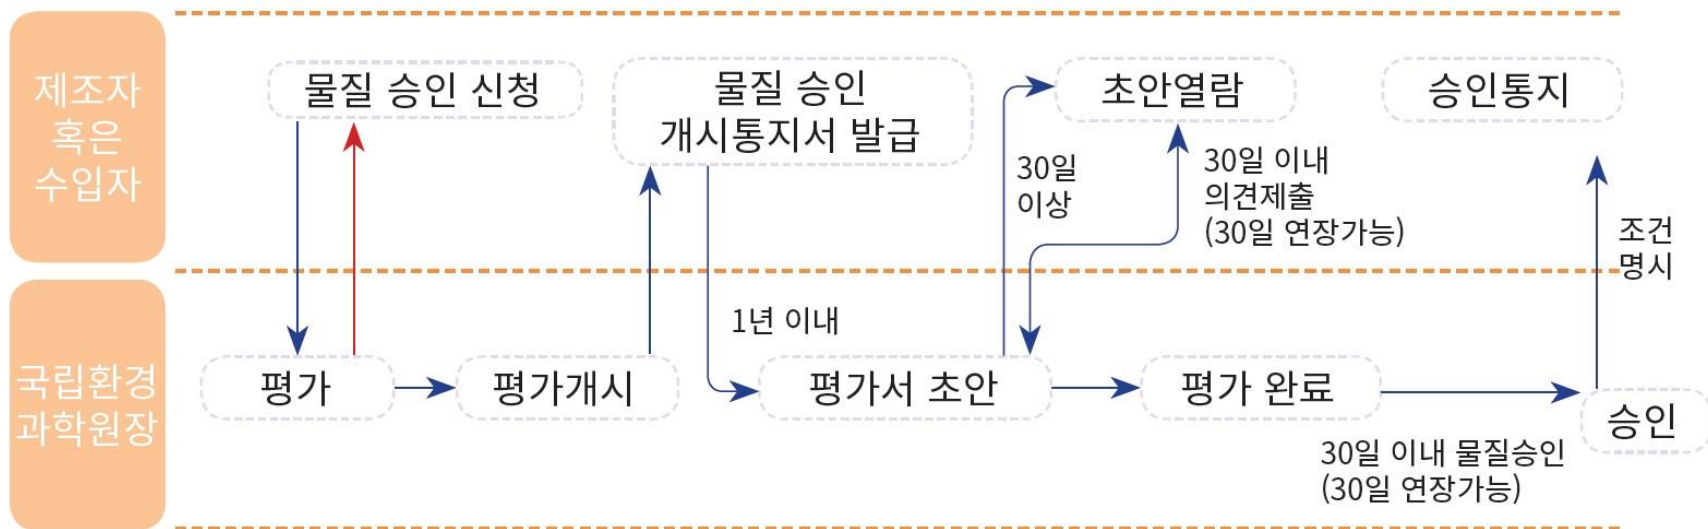 제조자
혹은
수입자
물질 승인 신청
물질 승인
개시통지서 발급
초안열람
승인통지
30일
이상
30일 이내
의견제출
(30일 연장가능)
조건
명시
1년 이내
국립환경
과학원장
평가
평가개시
평가서 초안
평가 완료
승인
30일 이내 물질승인
(30일 연장가능)